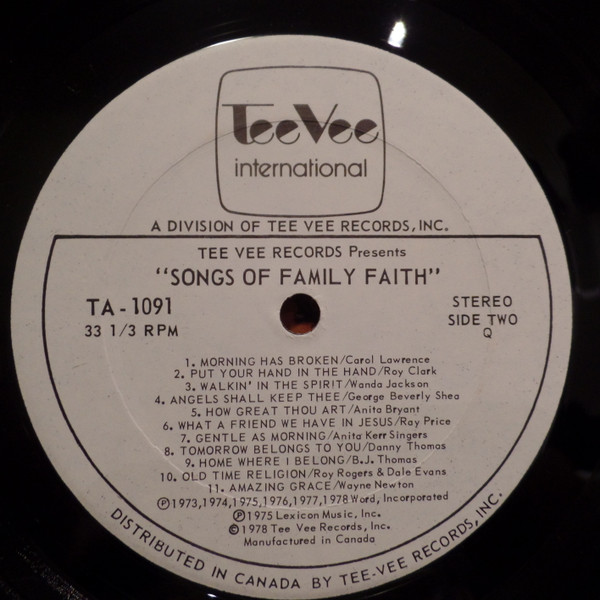 TeeVee
international
A DIVISION OF TEE VEE RECORDS, INC.
TEE VEE RECORDS Presents
"SONGS OF FAMILY FAITH"
TA-1091
33 1/3 RPM
STEREO
SIDE TWO
Q
1. MORNING HAS BROKEN/Carol Lawrence
2. PUT YOUR HAND IN THE HAND/Roy Clark
3. WALKIN' IN THE SPIRIT/Wanda Jackson
4. ANGELS SHALL KEEP THEE/George Beverly Shea
5. HOW GREAT THOU ART/Anita Bryant
6. WHAT A FRIEND WE HAVE IN JESUS/Ray Price
7. GENTLE AS MORNING/Anita Kerr Singers
8. TOMORROW BELONGS TO YOU/Danny Thomas
9. HOME WHERE I BELONG/B.J. Thomas
10. OLD TIME RELIGION/Roy Rogers & Dale Evans
11. AMAZING GRACE/Wayne Newton
℗1973,1974,1975,1976,1977,1978 Word, Incorporated
℗1975 Lexicon Music, Inc.
©1978 Tee Vee Records, Inc.
Manufactured in Canada
DISTRIBUTED IN CANADA BY TEE-VEE RECORDS, INC.